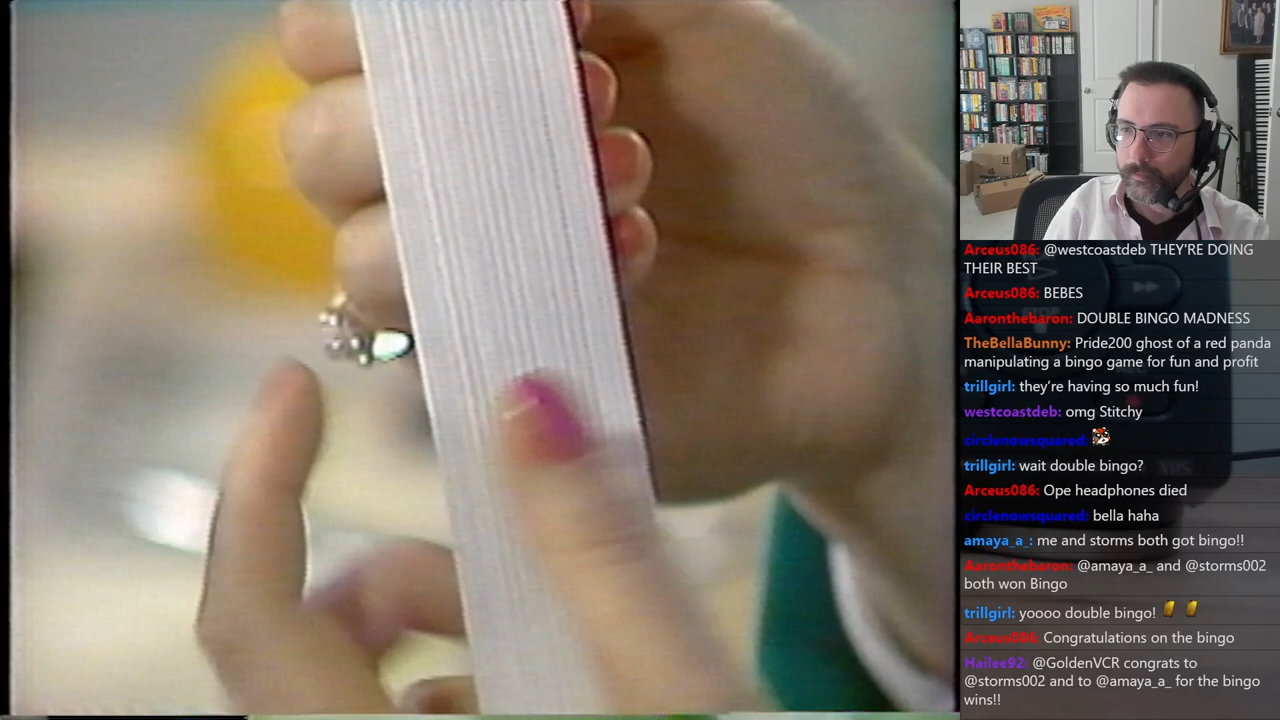 Arceus086: @westcoastdeb THEY'RE DOING
THEIR BEST
Arceus086: BEBES
Aaronthebaron: DOUBLE BINGO MADNESS
TheBellaBunny: Pride200 ghost of a red panda
manipulating a bingo game for fun and profit
trillgirl: they’re having so much fun!
westcoastdeb: omg Stitchy
circlenowsquared:
trillgirl: wait double bingo?
Arceus086: Ope headphones died
circlenowsquared: bella haha
amaya_a_: me and storms both got bingo!!
Aaronthebaron: @amaya_a_ and @storms002
both won Bingo
trillgirl: yoooo double bingo!
Arceus086: Congratulations on the bingo
Hailee92: @GoldenVCR congrats to
@storms002 and to @amaya_a_ for the bingo
wins!!